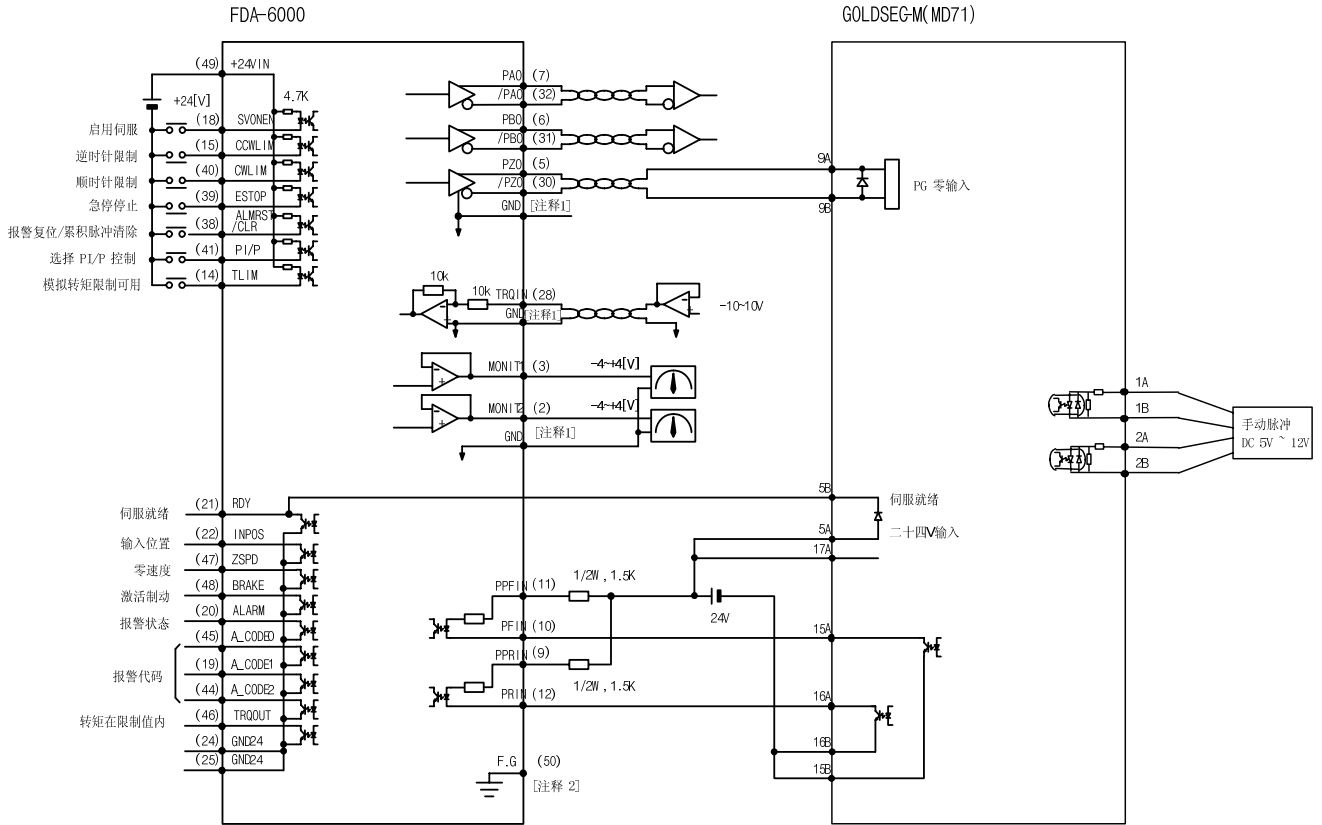 FDA-6000
GOLDSEG-M(MD71)
(49) +24VIN
+24[V]
4.7K
启用伺服 (18) SVONEN
逆时针限制 (15) CCWLIM
顺时针限制 (40) CWLIM
急停停止 (39) ESTOP
报警复位/累积脉冲清除 (38) ALMRST
/CLR
选择 PI/P 控制 (41) PI/P
模拟转矩限制可用 (14) TLIM
PAO (7)
/PAO (32)
PBO (6)
/PBO (31)
PZO (5)
/PZO (30)
GND [注释1]
9A
9B
PG 零输入
10k
10k
TRQIN (28)
GND [注释1]
-10~10V
MONIT1 (3) -4~+4[V]
MONIT2 (2) -4~+4[V]
GND [注释1]
1A
1B
2A
2B
手动脉冲
DC 5V ~ 12V
伺服就绪 (21) RDY
输入位置 (22) INPOS
零速度 (47) ZSPD
激活制动 (48) BRAKE
报警状态 (20) ALARM
(45) A_CODE0
报警代码 (19) A_CODE1
(44) A_CODE2
转矩在限制值内 (46) TRQOUT
(24) GND24
(25) GND24
5B
伺服就绪
5A
二十四V输入
17A
PPFIN (11) 1/2W,1.5K
24V
PFIN (10)
15A
PPRIN (9)
1/2W,1.5K
PRIN (12)
16A
16B
15B
F.G (50)
[注释 2]